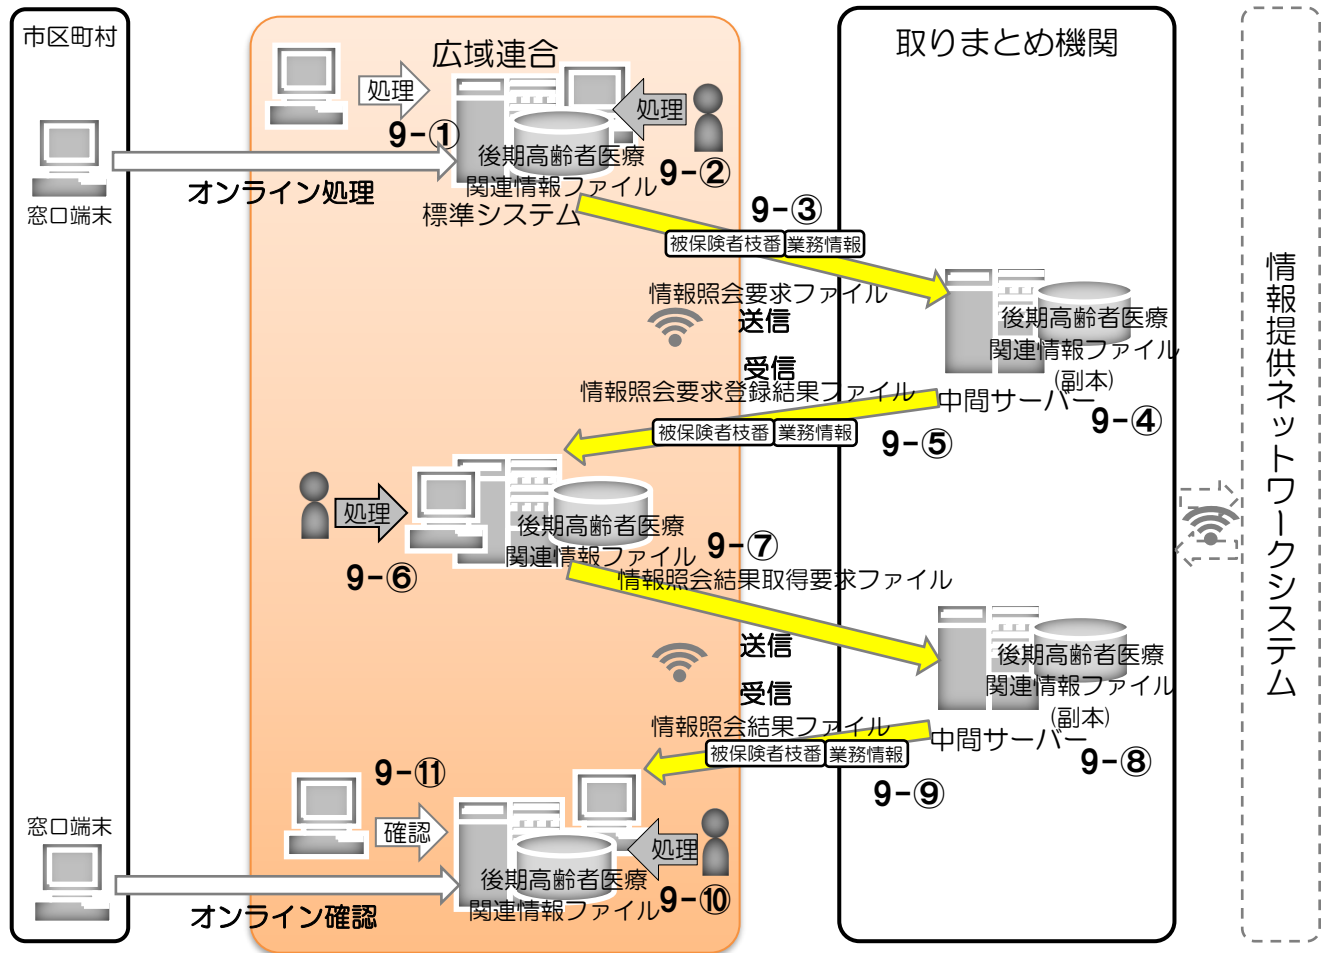 市区町村
広域連合
取りまとめ機関
処理
処理
9-①
9-②
窓口端末
オンライン処理
後期高齢者医療
関連情報ファイル
標準システム
9-③
被保険者枝番
業務情報
情報照会要求ファイル
送信
後期高齢者医療
関連情報ファイル
(副本)
中間サーバー
9-④
受信
情報照会要求登録結果ファイル
被保険者枝番
業務情報
9-⑤
処理
9-⑥
後期高齢者医療
関連情報ファイル
9-⑦
情報照会結果取得要求ファイル
送信
後期高齢者医療
関連情報ファイル
(副本)
中間サーバー
9-⑧
受信
情報照会結果ファイル
被保険者枝番
業務情報
9-⑨
9-⑪
確認
処理
9-⑩
窓口端末
オンライン確認
後期高齢者医療
関連情報ファイル
情報提供ネットワークシステム